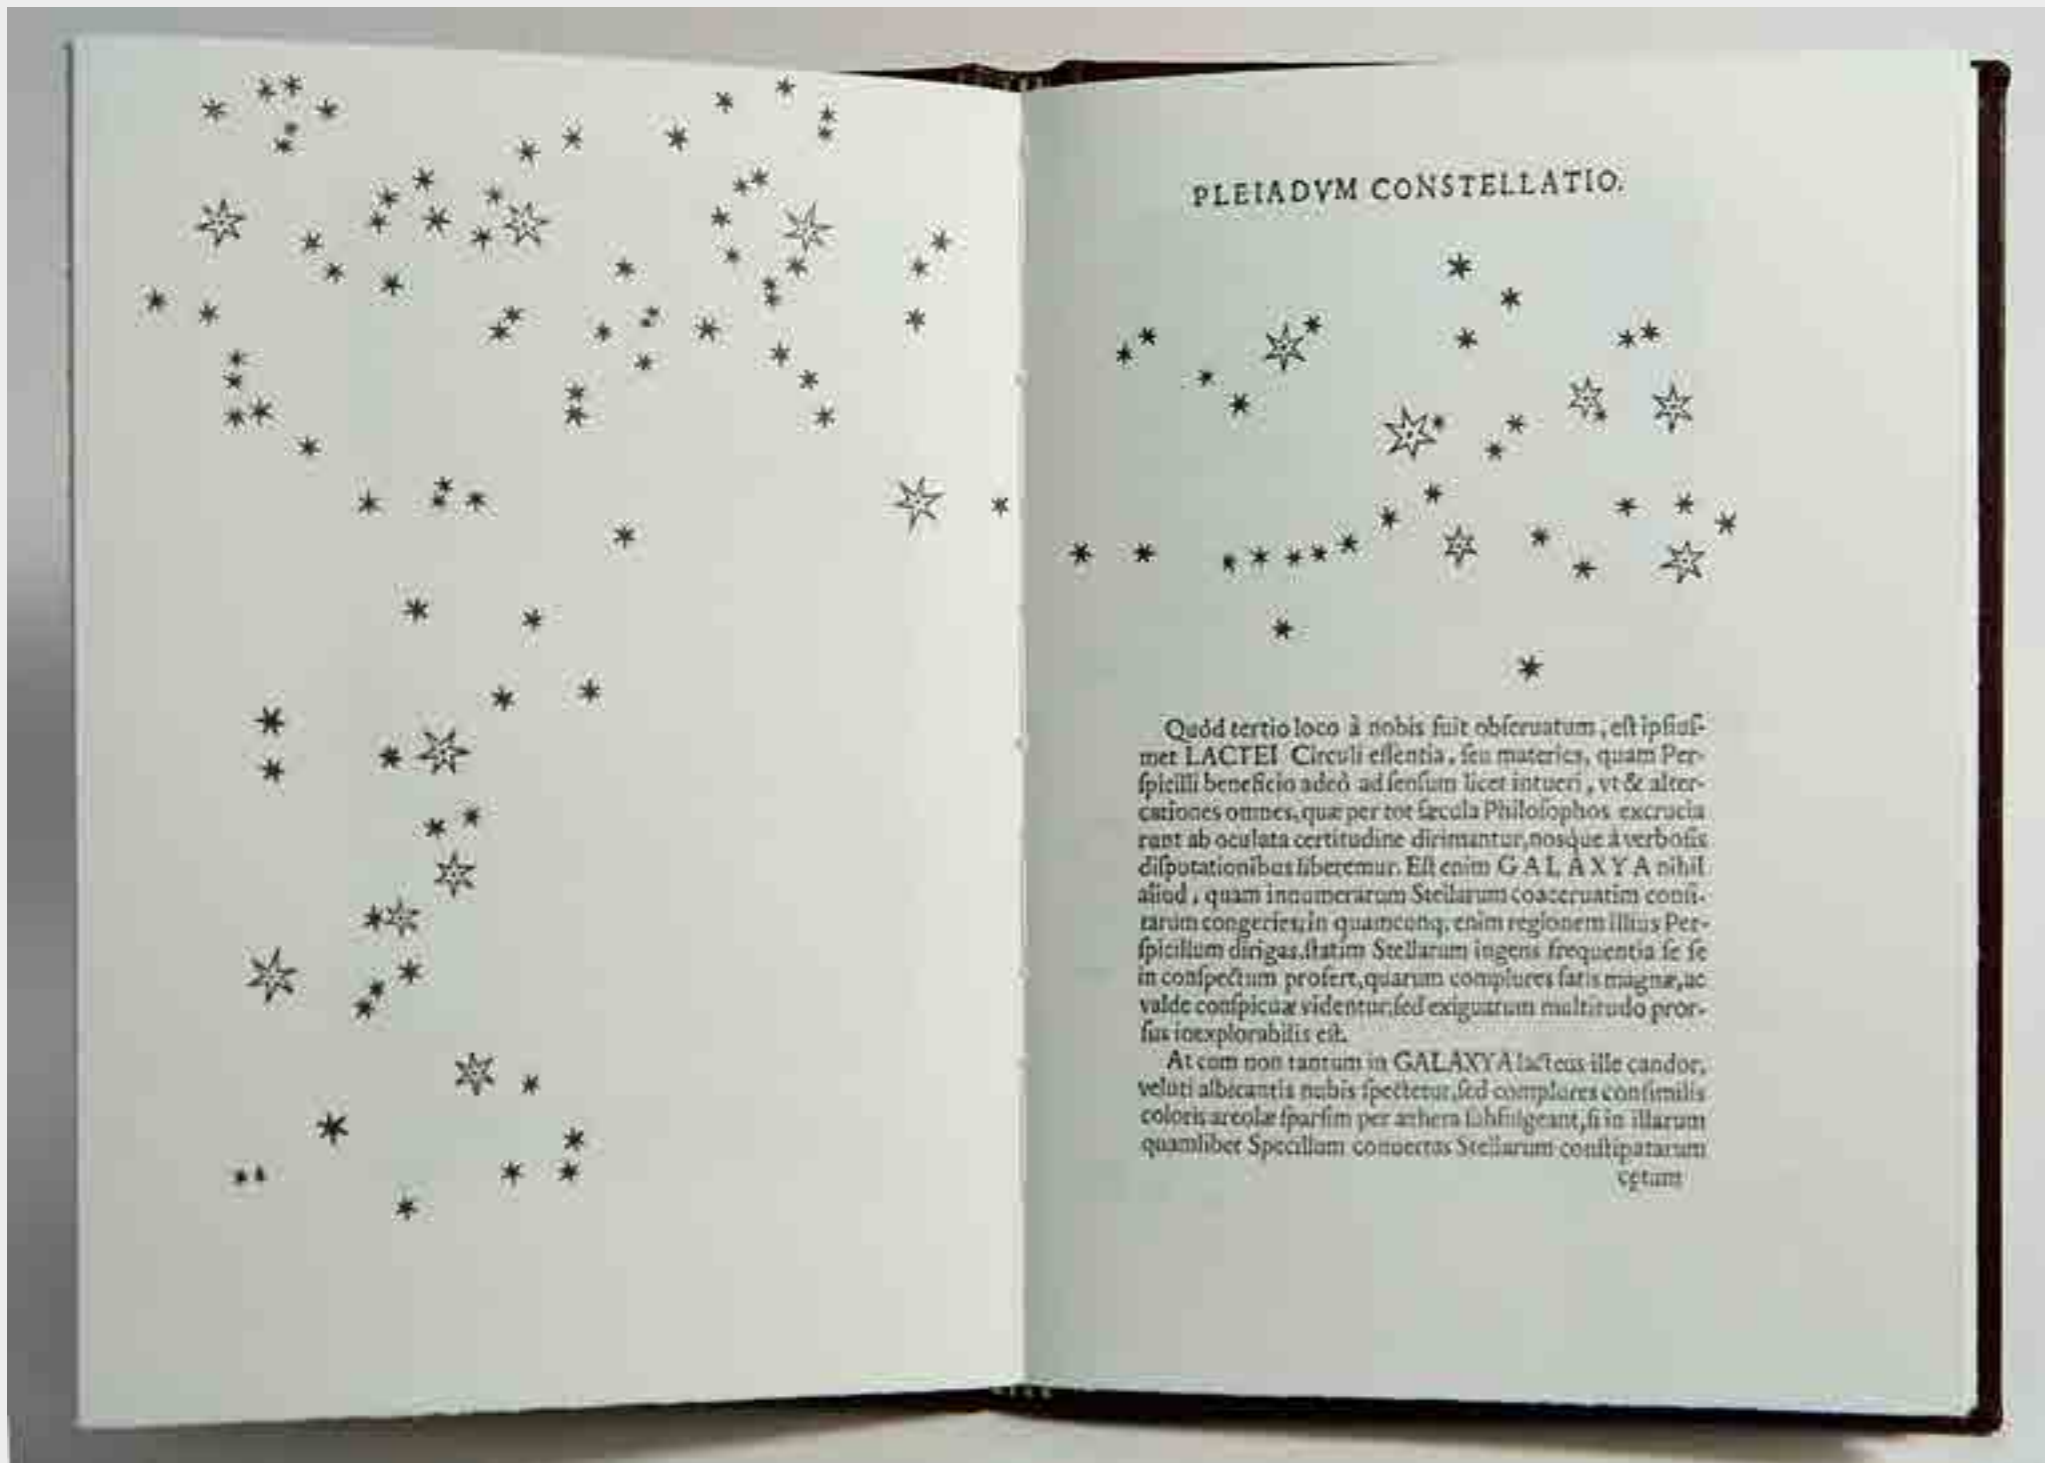 PLEIADVM CONSTELLATIO.
Quòd tertio loco à nobis fuit obſeruatum, eſt ipſiuſ-
met LACTEI Circuli eſſentia, ſeu materies, quam Per-
ſpicilli beneficio adeò ad ſenſum licet intueri, vt & alter-
cationes omnes, quæ per tot ſæcula Philoſophos excrucia
runt ab oculata certitudine dirimantur, nosque à verboſis
diſputationibus liberemur. Eſt enim GALAXYA nihil
aliud, quam innumerarum Stellarum coaceruatim conſi-
tarum congeries; in quamcunq; enim regionem illius Per-
ſpicillum dirigas, ſtatim Stellarum ingens frequentia ſe ſe
in conſpectum profert, quarum complures ſatis magnæ, ac
valde conſpicuæ videntur; ſed exiguarum multitudo pror-
ſus inexplorabilis eſt.
At cum non tantum in GALAXYA lacteus ille candor,
veluti albicantis nubis ſpectetur, ſed complures conſimilis
coloris areolæ ſparſim per æthera ſubfulgeant, ſi in illarum
quamlibet Specillum conuertas Stellarum conſtipatarum
cętum